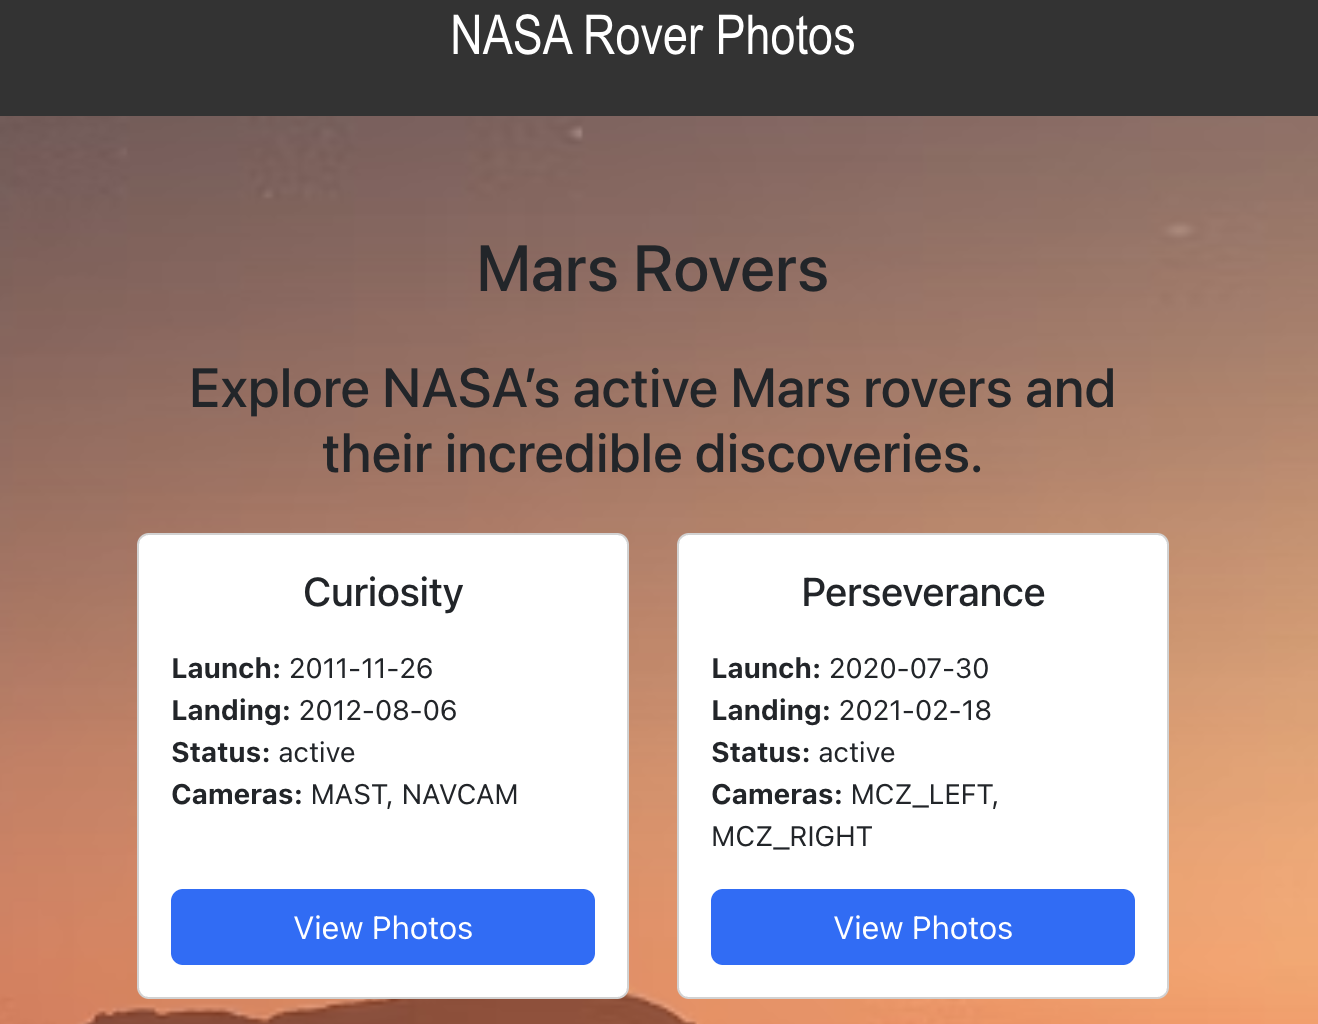 NASA Rover Photos
Mars Rovers
Explore NASA’s active Mars rovers and
their incredible discoveries.
Curiosity
Launch: 2011-11-26
Landing: 2012-08-06
Status: active
Cameras: MAST, NAVCAM
View Photos
Perseverance
Launch: 2020-07-30
Landing: 2021-02-18
Status: active
Cameras: MCZ_LEFT,
MCZ_RIGHT
View Photos